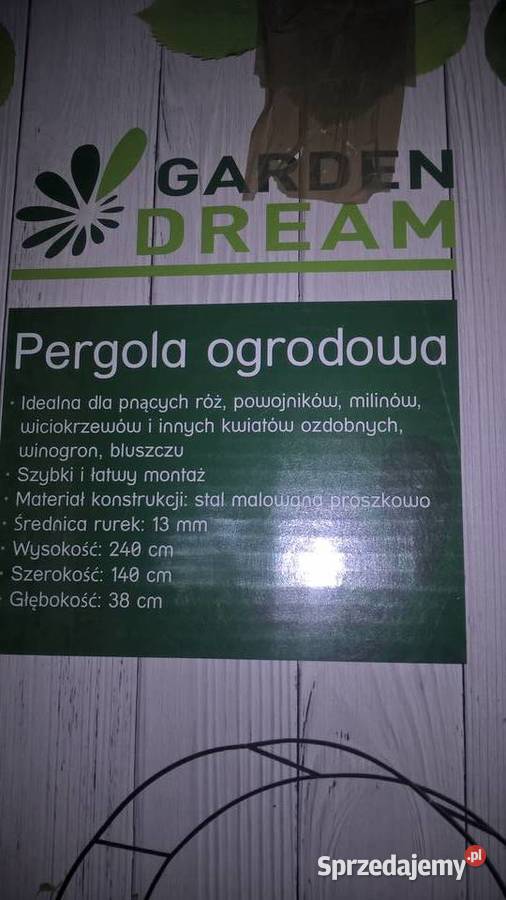 GARDEN
DREAM
Pergola ogrodowa
· Idealna dla pnących róż, powojników, milinów,
wiciokrzewów i innych kwiatów ozdobnych,
winogron, bluszczu
· Szybki i łatwy montaż
· Materiał konstrukcji: stal malowana proszkowo
· Średnica rurek: 13 mm
· Wysokość: 240 cm
· Szerokość: 140 cm
· Głębokość: 38 cm
Sprzedajemy.pl